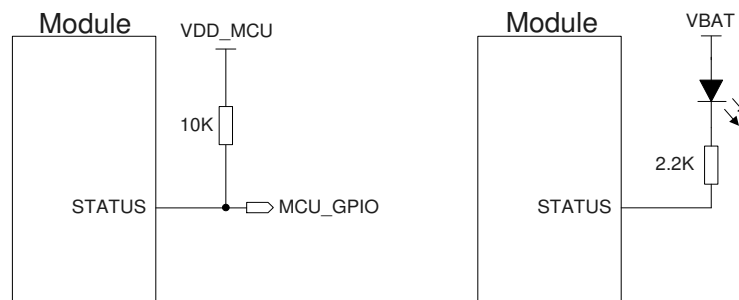 Module
VDD_MCU
10K
STATUS
MCU_GPIO
Module
VBAT
2.2K
STATUS